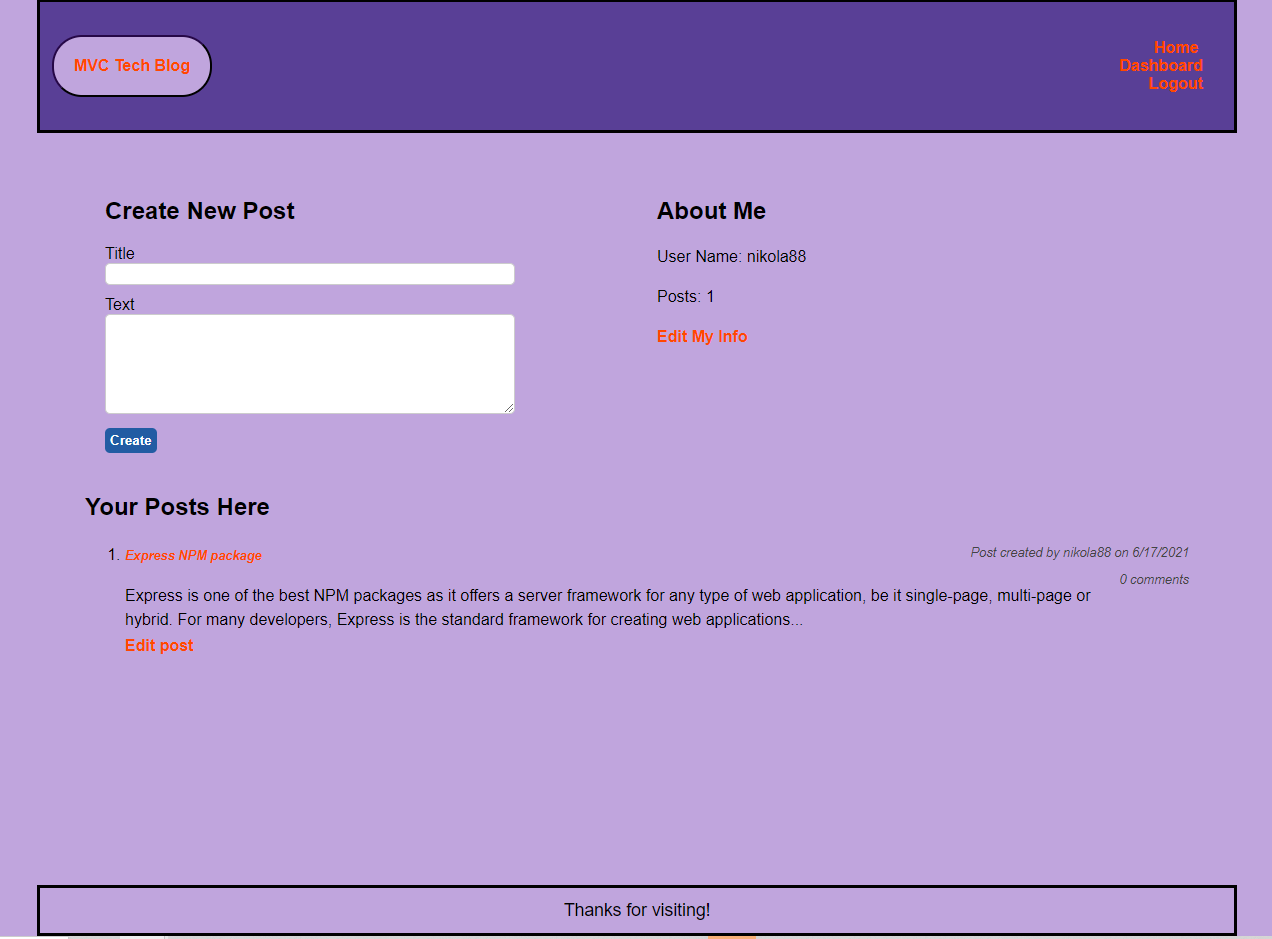 MVC Tech Blog
Home
Dashboard
Logout
Create New Post
Title
Text
Create
About Me
User Name: nikola88
Posts: 1
Edit My Info
Your Posts Here
1. Express NPM package
Post created by nikola88 on 6/17/2021
0 comments
Express is one of the best NPM packages as it offers a server framework for any type of web application, be it single-page, multi-page or
hybrid. For many developers, Express is the standard framework for creating web applications...
Edit post
Thanks for visiting!